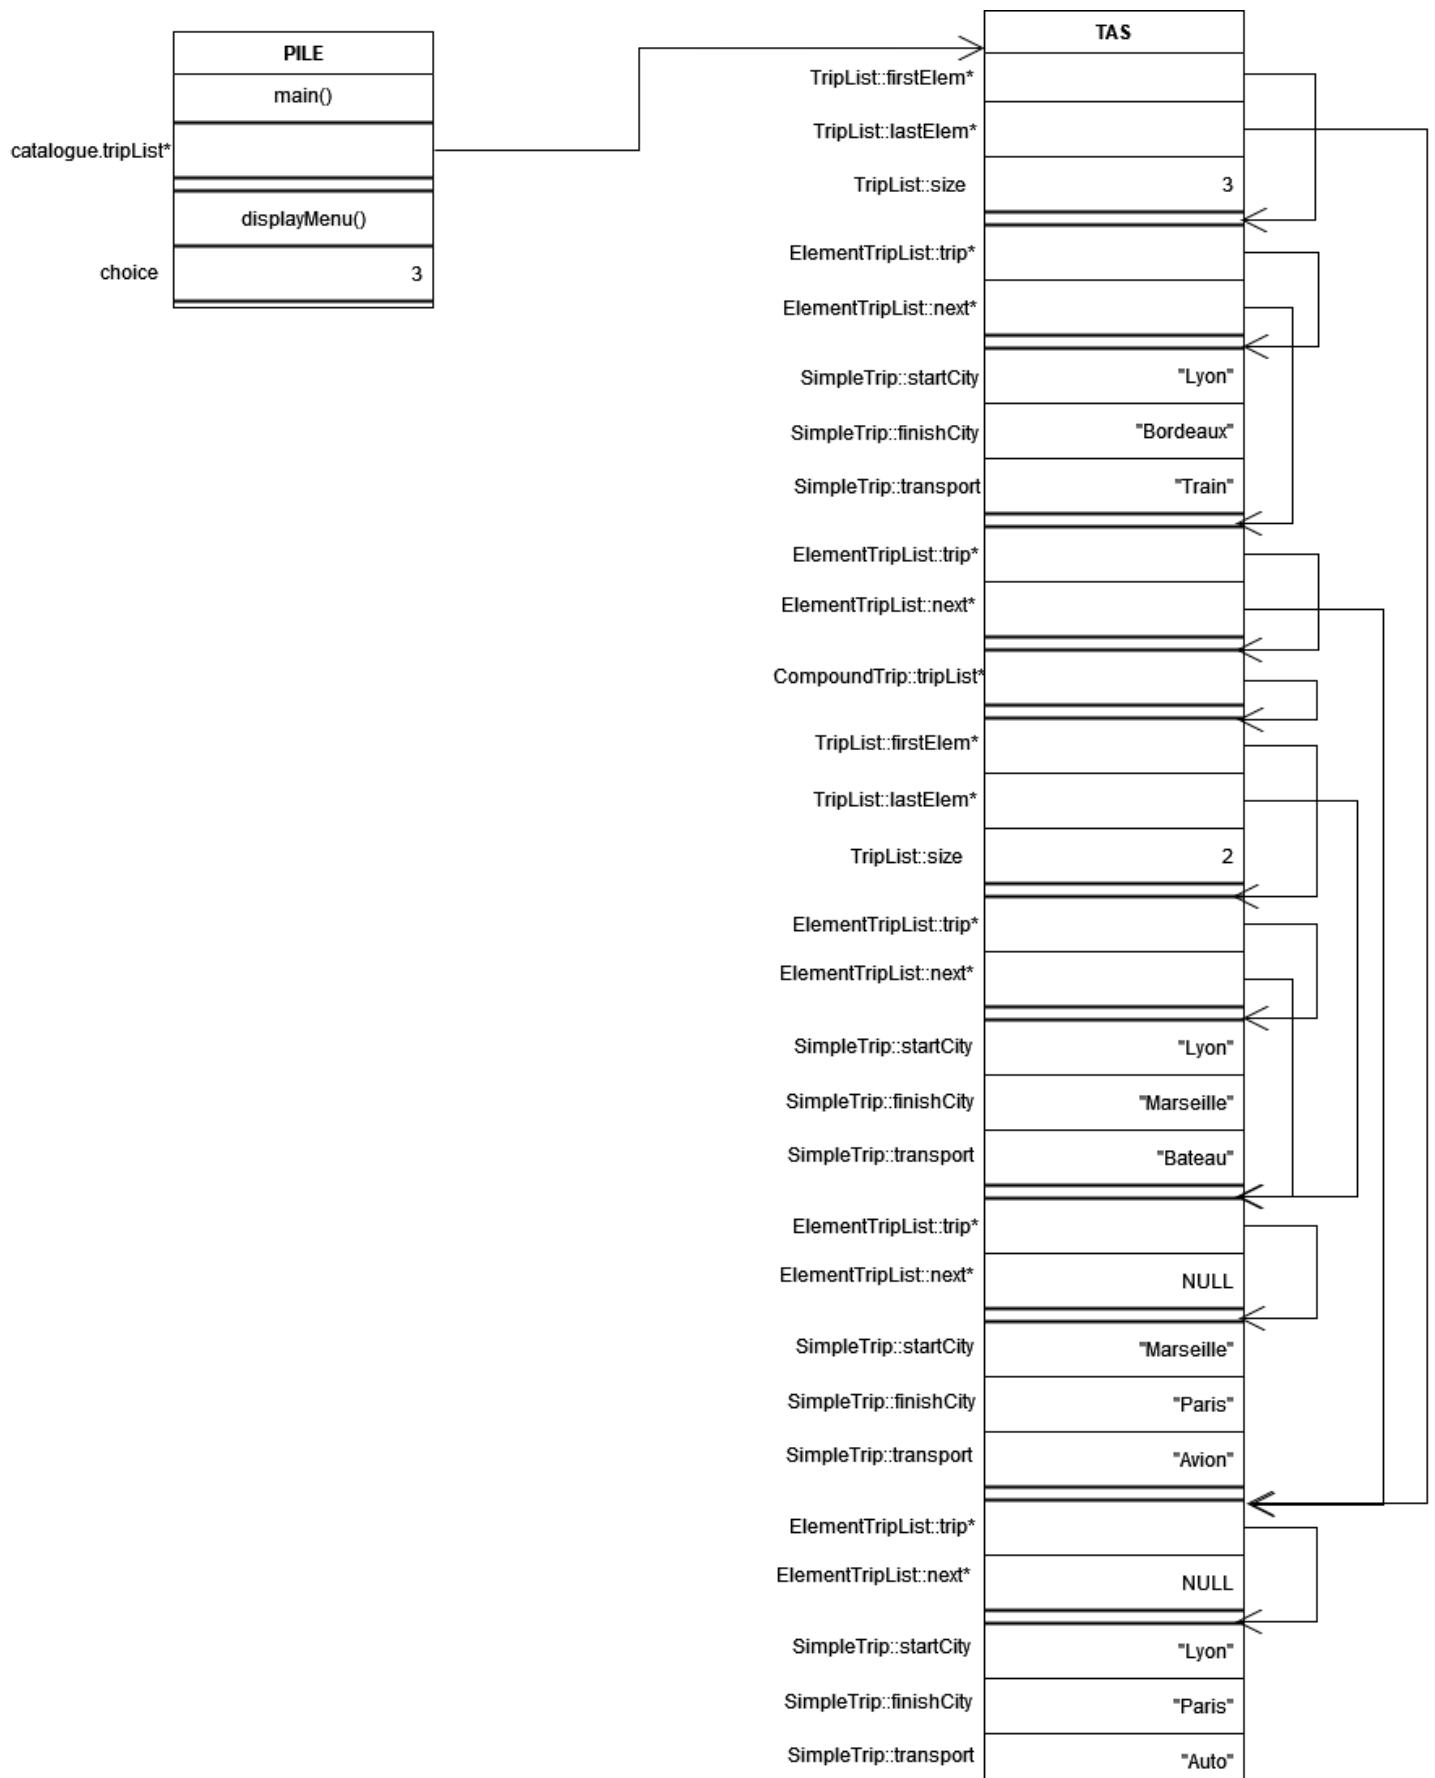 PILE
main()
catalogue.tripList*
displayMenu()
choice 3
TAS
TripList::firstElem*
TripList::lastElem*
TripList::size 3
ElementTripList::trip*
ElementTripList::next*
SimpleTrip::startCity "Lyon"
SimpleTrip::finishCity "Bordeaux"
SimpleTrip::transport "Train"
ElementTripList::trip*
ElementTripList::next*
CompoundTrip::tripList*
TripList::firstElem*
TripList::lastElem*
TripList::size 2
ElementTripList::trip*
ElementTripList::next*
SimpleTrip::startCity "Lyon"
SimpleTrip::finishCity "Marseille"
SimpleTrip::transport "Bateau"
ElementTripList::trip*
ElementTripList::next* NULL
SimpleTrip::startCity "Marseille"
SimpleTrip::finishCity "Paris"
SimpleTrip::transport "Avion"
ElementTripList::trip*
ElementTripList::next* NULL
SimpleTrip::startCity "Lyon"
SimpleTrip::finishCity "Paris"
SimpleTrip::transport "Auto"